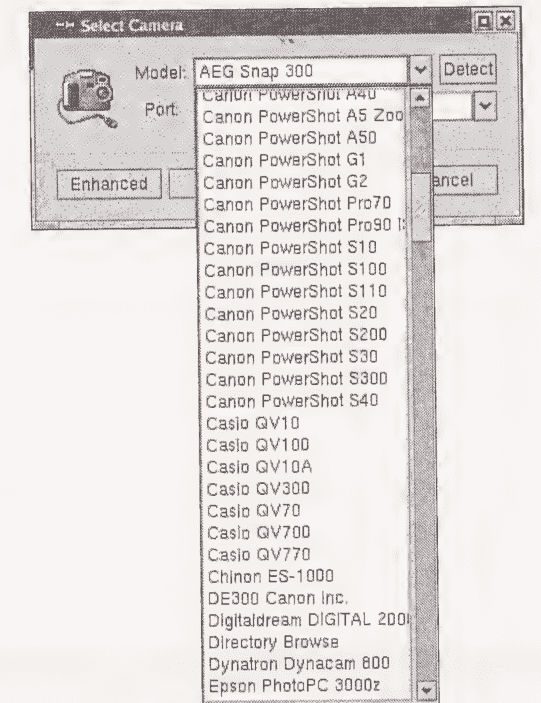 Select Camera
Model: AEG Snap 300 Detect
Port:
Enhanced ancel
Canon PowerShot A40
Canon PowerShot A5 Zoo
Canon PowerShot A50
Canon PowerShot G1
Canon PowerShot G2
Canon PowerShot Pro70
Canon PowerShot Pro90 I
Canon PowerShot S10
Canon PowerShot S100
Canon PowerShot S110
Canon PowerShot S20
Canon PowerShot S200
Canon PowerShot S30
Canon PowerShot S300
Canon PowerShot S40
Casio QV10
Casio QV100
Casio QV10A
Casio QV300
Casio QV70
Casio QV700
Casio QV770
Chinon ES-1000
DE300 Canon Inc.
Digitaldream DIGITAL 200
Directory Browse
Dynatron Dynacam 800
Epson PhotoPC 3000z